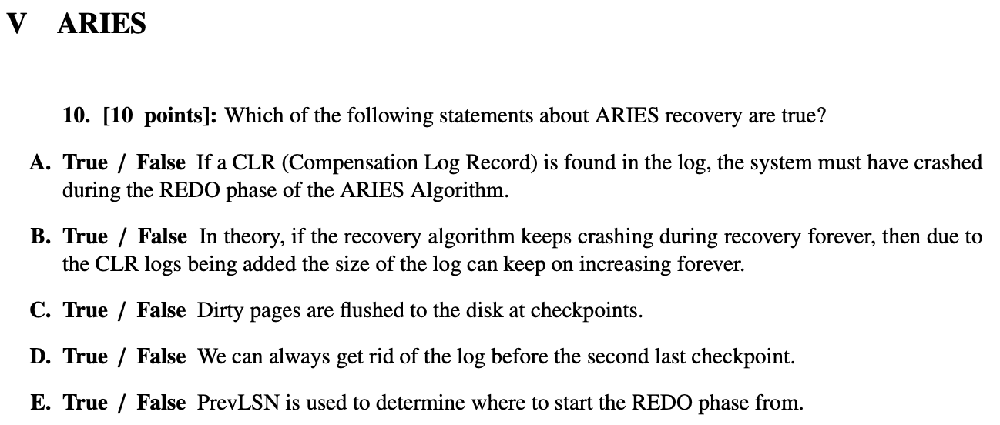 V ARIES
10. [10 points]: Which of the following statements about ARIES recovery are true?
A. True / False If a CLR (Compensation Log Record) is found in the log, the system must have crashed
during the REDO phase of the ARIES Algorithm.
B. True / False In theory, if the recovery algorithm keeps crashing during recovery forever, then due to
the CLR logs being added the size of the log can keep on increasing forever.
C. True / False Dirty pages are flushed to the disk at checkpoints.
D. True / False We can always get rid of the log before the second last checkpoint.
E. True / False PrevLSN is used to determine where to start the REDO phase from.